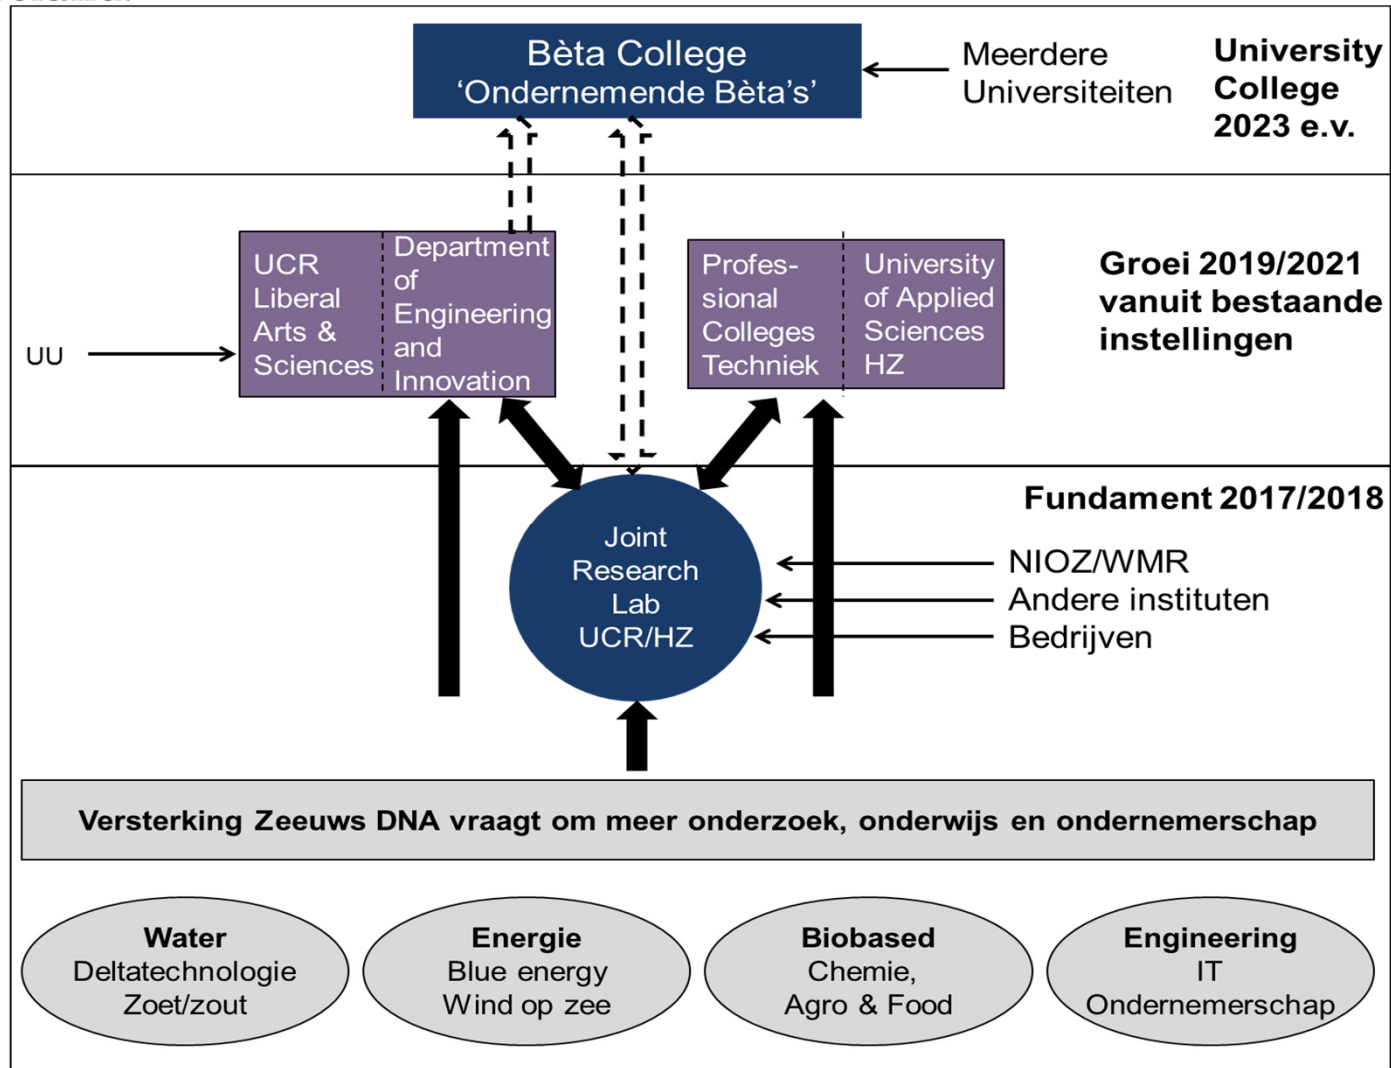 Bèta College
‘Ondernemende Bèta’s’
Meerdere
Universiteiten
University
College
2023 e.v.
UCR
Liberal
Arts &
Sciences
Department
of
Engineering
and
Innovation
Profes-
sional
Colleges
Techniek
University
of Applied
Sciences
HZ
Groei 2019/2021
vanuit bestaande
instellingen
UU
Fundament 2017/2018
Joint
Research
Lab
UCR/HZ
NIOZ/WMR
Andere instituten
Bedrijven
Versterking Zeeuws DNA vraagt om meer onderzoek, onderwijs en ondernemerschap
Water
Deltatechnologie
Zoet/zout
Energie
Blue energy
Wind op zee
Biobased
Chemie,
Agro & Food
Engineering
IT
Ondernemerschap